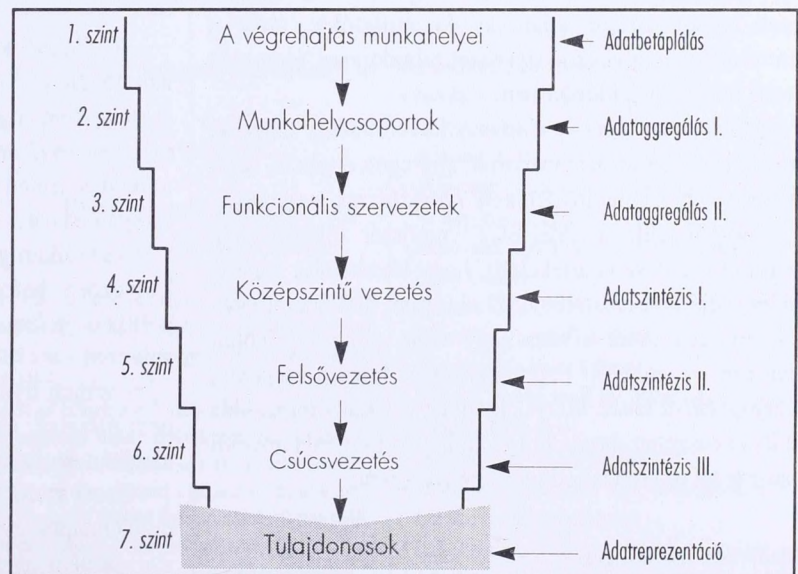 1. szint A végrehajtás munkahelyei Adatbetáplálás
2. szint Munkahelycsoportok Adataggregálás I.
3. szint Funkcionális szervezetek Adataggregálás II.
4. szint Középszintű vezetés Adatszintézis I.
5. szint Felsővezetés Adatszintézis II.
6. szint Csúcsvezetés Adatszintézis III.
7. szint Tulajdonosok Adatreprezentáció